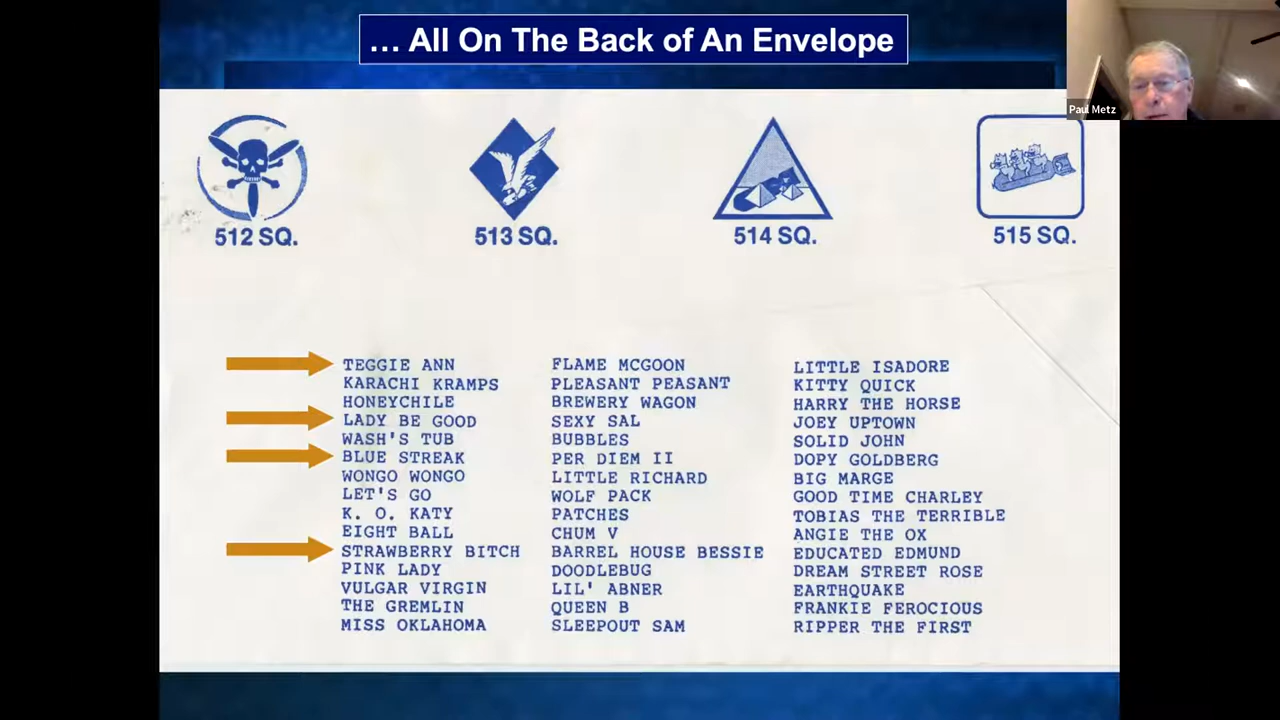 … All On The Back of An Envelope
Paul Metz
512 SQ.
513 SQ.
514 SQ.
515 SQ.
TEGGIE ANN
KARACHI KRAMPS
HONEYCHILE
LADY BE GOOD
WASH'S TUB
BLUE STREAK
WONGO WONGO
LET'S GO
K. O. KATY
EIGHT BALL
STRAWBERRY BITCH
PINK LADY
VULGAR VIRGIN
THE GREMLIN
MISS OKLAHOMA
FLAME MCGOON
PLEASANT PEASANT
BREWERY WAGON
SEXY SAL
BUBBLES
PER DIEM II
LITTLE RICHARD
WOLF PACK
PATCHES
CHUM V
BARREL HOUSE BESSIE
DOODLEBUG
LIL' ABNER
QUEEN B
SLEEPOUT SAM
LITTLE ISADORE
KITTY QUICK
HARRY THE HORSE
JOEY UPTOWN
SOLID JOHN
DOPY GOLDBERG
BIG MARGE
GOOD TIME CHARLEY
TOBIAS THE TERRIBLE
ANGIE THE OX
EDUCATED EDMUND
DREAM STREET ROSE
EARTHQUAKE
FRANKIE FEROCIOUS
RIPPER THE FIRST